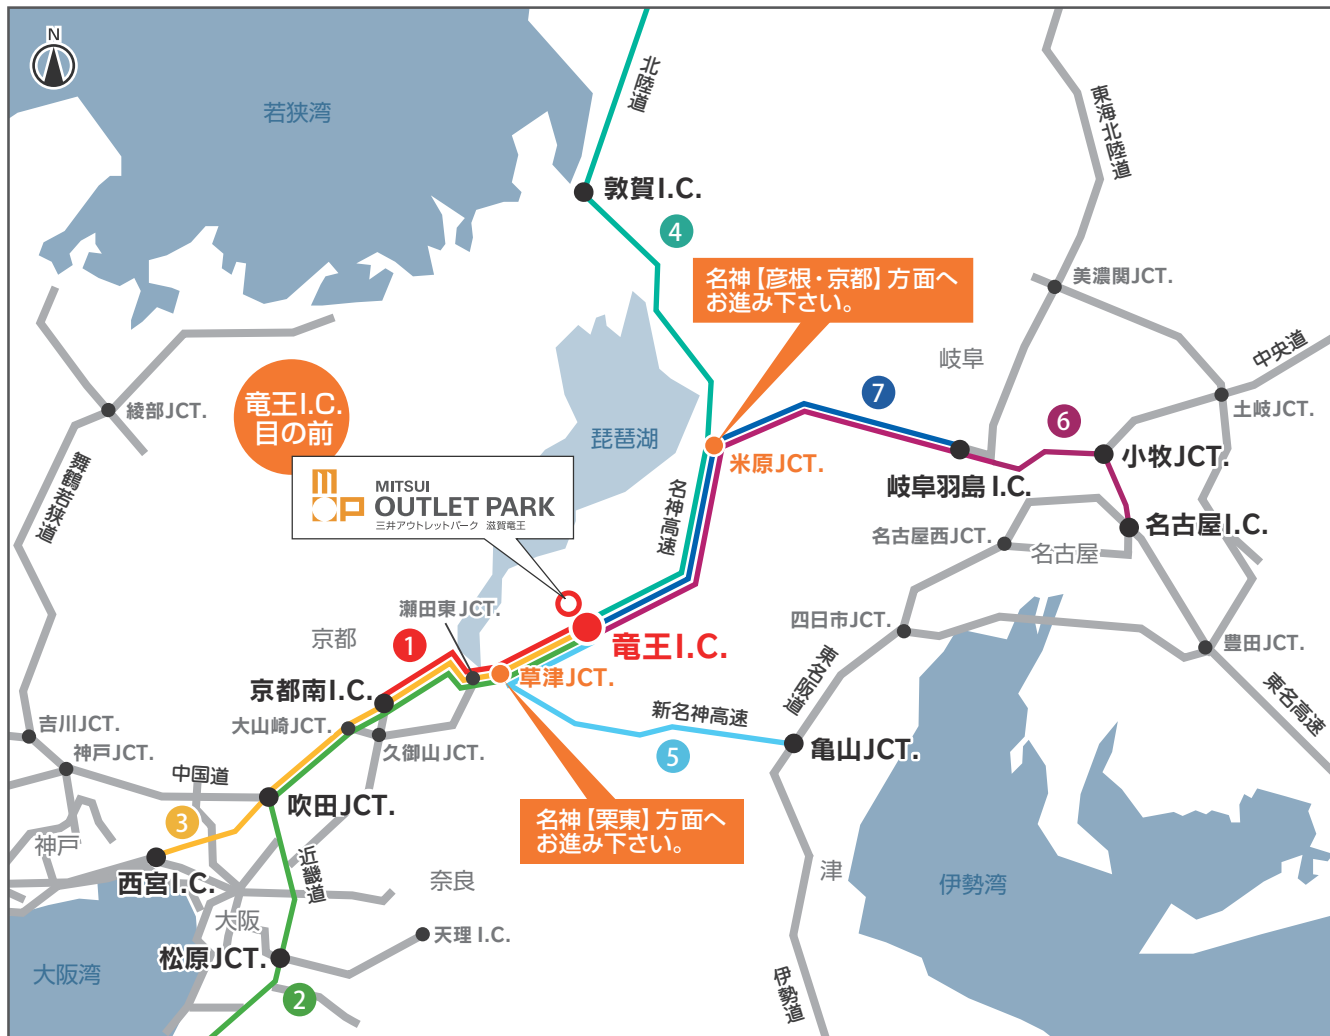 N
若狭湾
北陸道
敦賀I.C.
4
東海北陸道
名神【彦根・京都】方面へ
お進み下さい。
美濃関JCT.
岐阜
中央道
7
6
土岐JCT.
綾部JCT.
竜王I.C.
目の前
琵琶湖
米原JCT.
小牧JCT.
岐阜羽島I.C.
舞鶴若狭道
MITSUI
OUTLET PARK
三井アウトレットパーク 滋賀竜王
名神高速
名古屋西JCT.
名古屋
名古屋I.C.
瀬田東JCT.
京都
1
竜王I.C.
四日市JCT.
豊田JCT.
草津JCT.
京都南I.C.
東名阪道
東名高速
吉川JCT.
大山崎JCT.
新名神高速
神戸JCT.
久御山JCT.
5
亀山JCT.
中国道
吹田JCT.
3
名神【栗東】方面へ
お進み下さい。
神戸
近畿道
西宮I.C.
奈良
津
伊勢湾
大阪
天理I.C.
松原JCT.
大阪湾
2
伊勢道